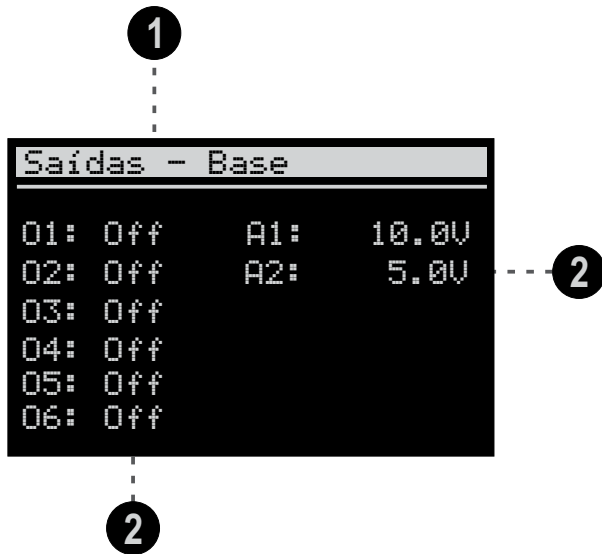 1
Saídas - Base
O1: Off A1: 10.0V
O2: Off A2: 5.0V
2
O3: Off
O4: Off
O5: Off
O6: Off
2